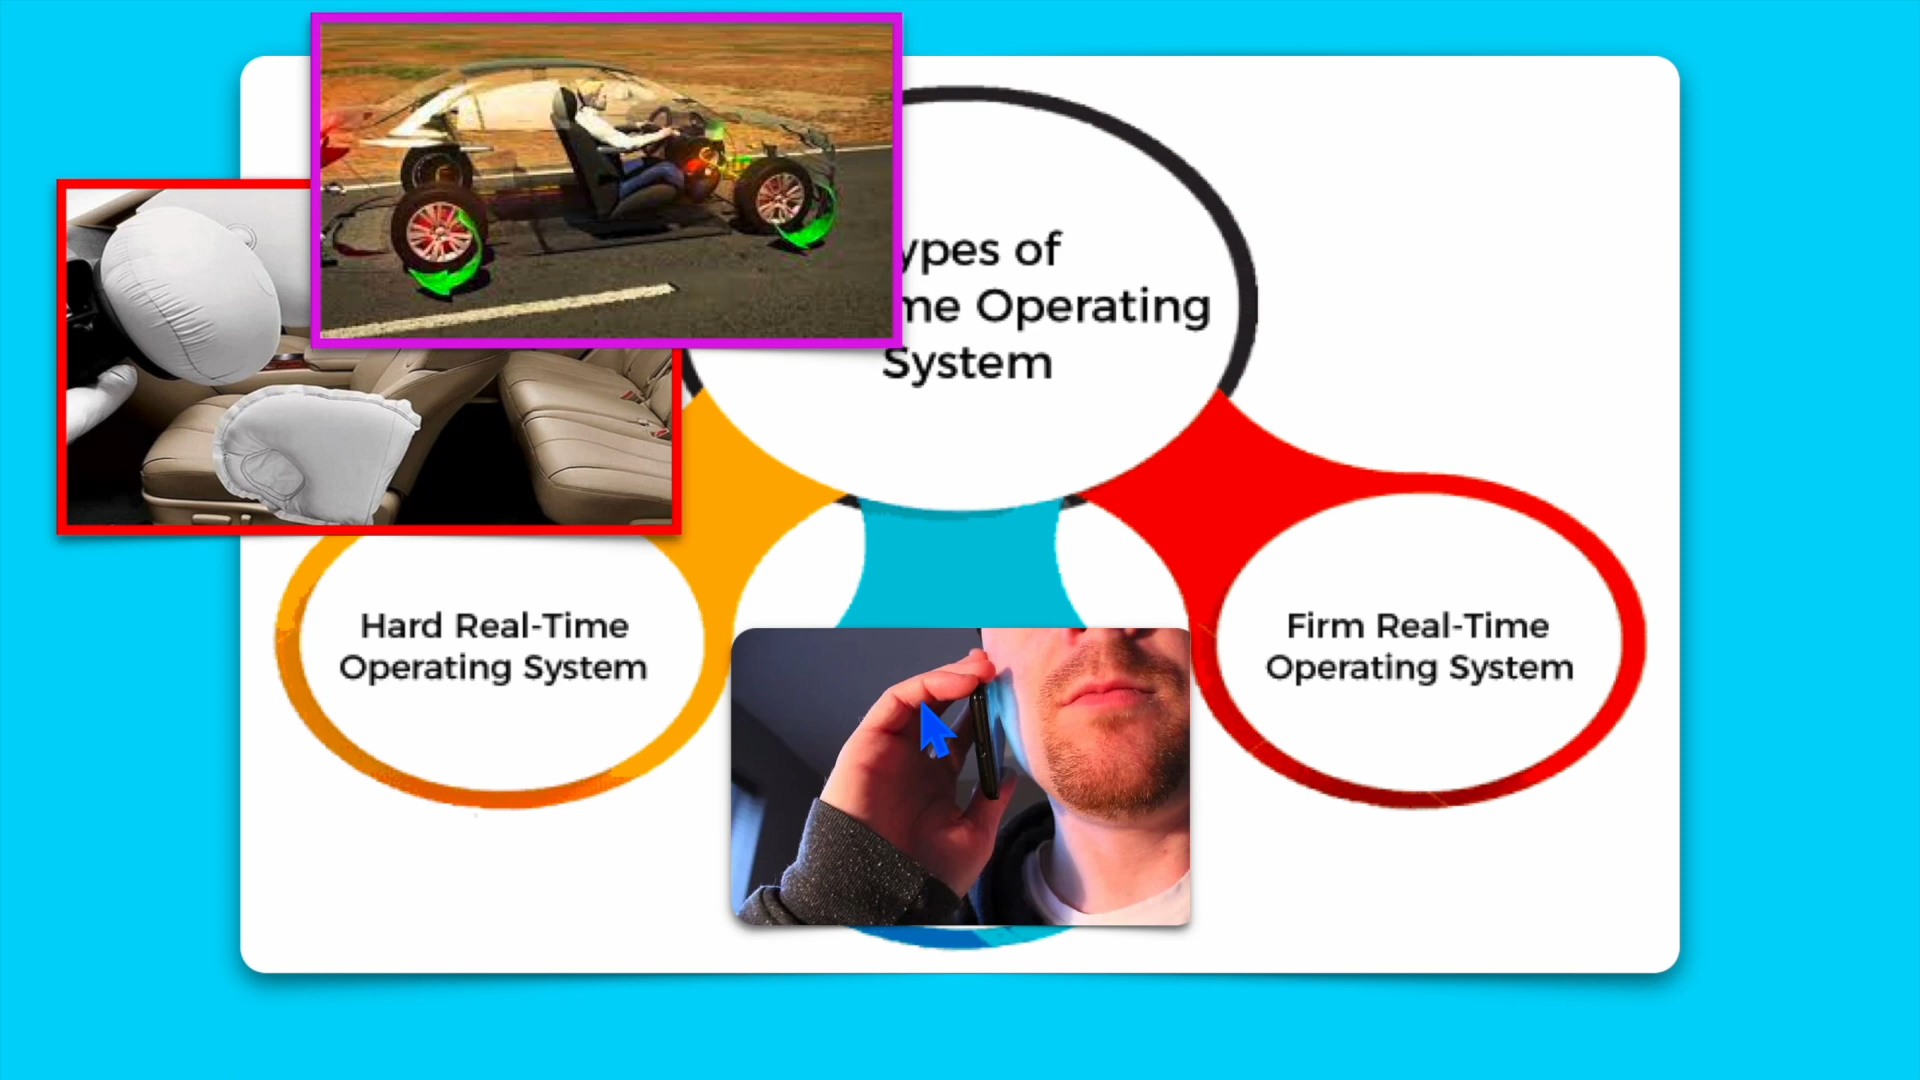 ypes of
me Operating
System
Hard Real-Time
Operating System
Firm Real-Time
Operating System